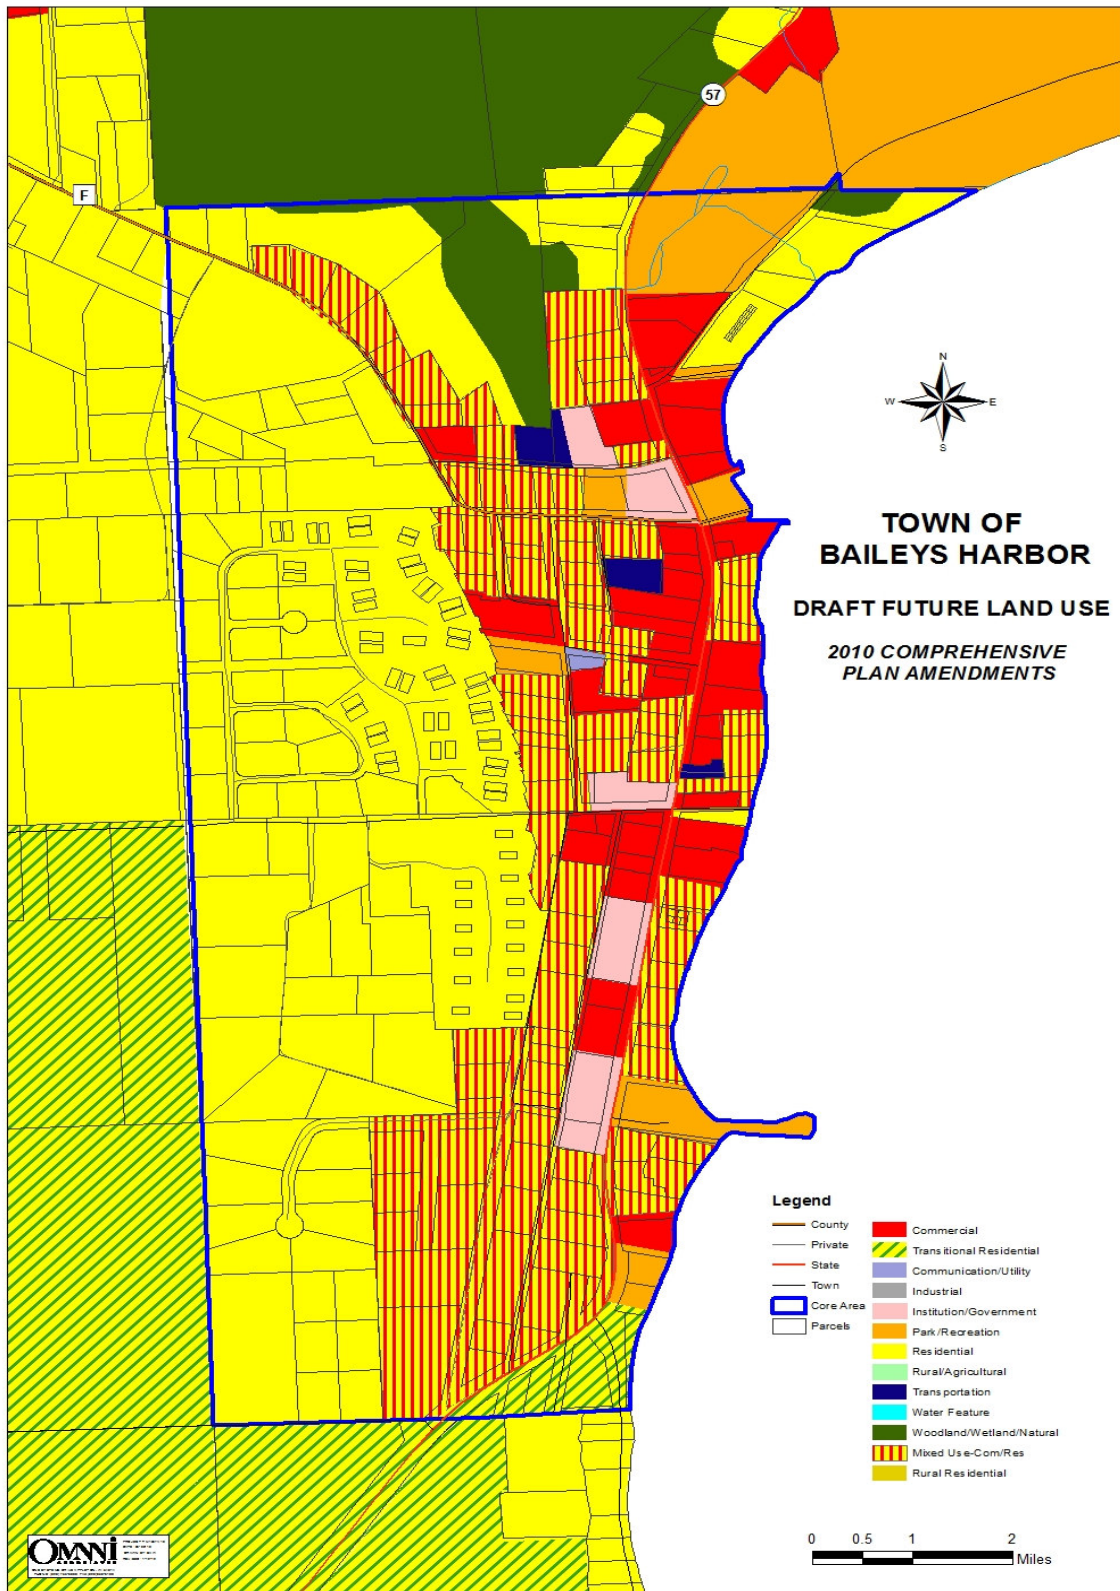 57
F
N
W E
S
TOWN OF
BAILEYS HARBOR
DRAFT FUTURE LAND USE
2010 COMPREHENSIVE
PLAN AMENDMENTS
Legend
County
Private
State
Town
Core Area
Parcels
Commercial
Transitional Residential
Communication/Utility
Industrial
Institution/Government
Park/Recreation
Residential
Rural/Agricultural
Transportation
Water Feature
Woodland/Wetland/Natural
Mixed Use-Com/Res
Rural Residential
OMNNI
ASSOCIATES
0 0.5 1 2
Miles